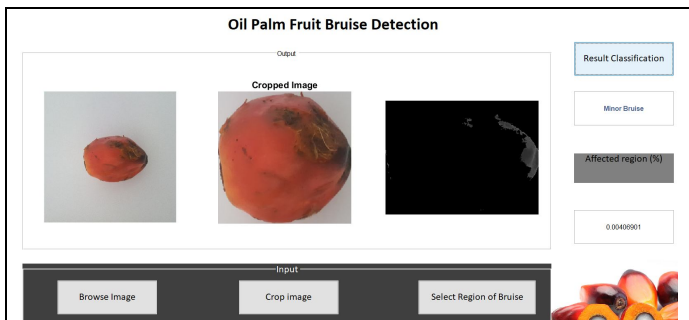 Oil Palm Fruit Bruise Detection
Output
Cropped Image
Result Classification
Minor Bruise
Affected region (%)
0.00406901
Input
Browse Image
Crop image
Select Region of Bruise